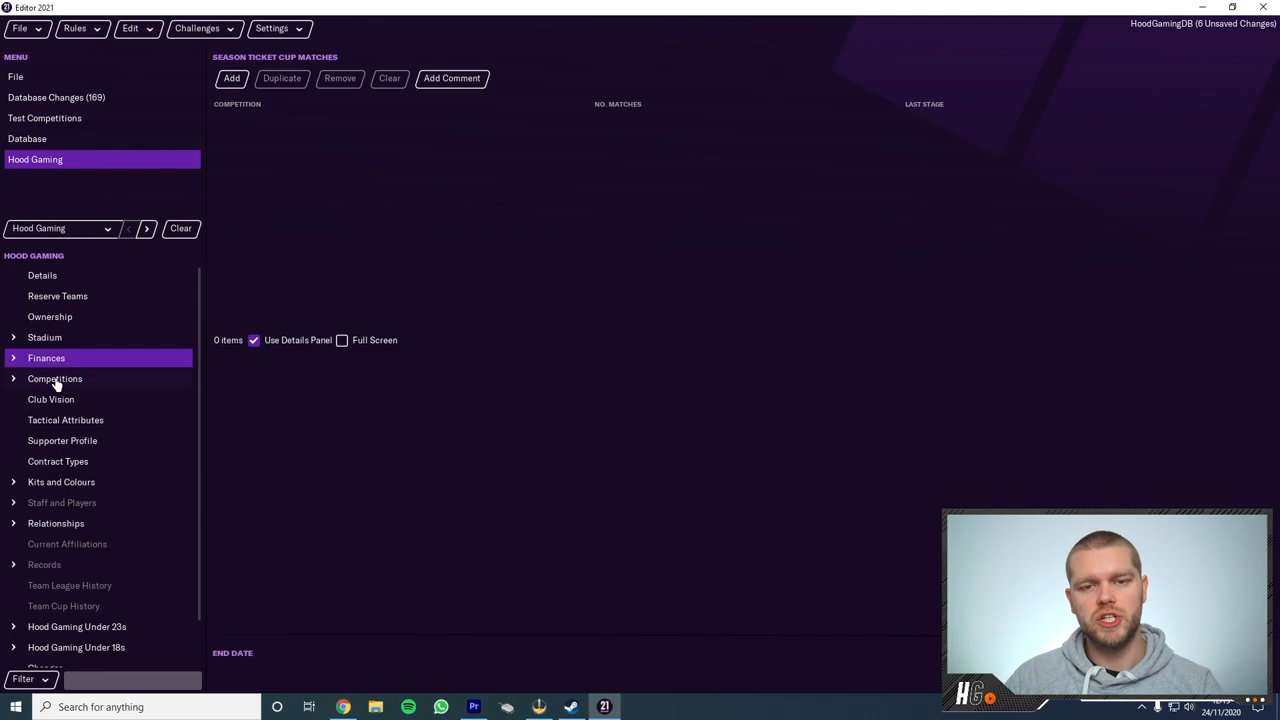 21 Editor 2021
File Rules Edit Challenges Settings
HoodGamingDB (6 Unsaved Changes)
MENU
File
Database Changes (169)
Test Competitions
Database
Hood Gaming
Hood Gaming Clear
HOOD GAMING
Details
Reserve Teams
Ownership
Stadium
Finances
Competitions
Club Vision
Tactical Attributes
Supporter Profile
Contract Types
Kits and Colours
Staff and Players
Relationships
Current Affiliations
Records
Team League History
Team Cup History
Hood Gaming Under 23s
Hood Gaming Under 18s
Changes
Filter
SEASON TICKET CUP MATCHES
Add Duplicate Remove Clear Add Comment
COMPETITION NO. MATCHES LAST STAGE
0 items Use Details Panel Full Screen
END DATE
HG
Search for anything
Pr
21
24/11/2020